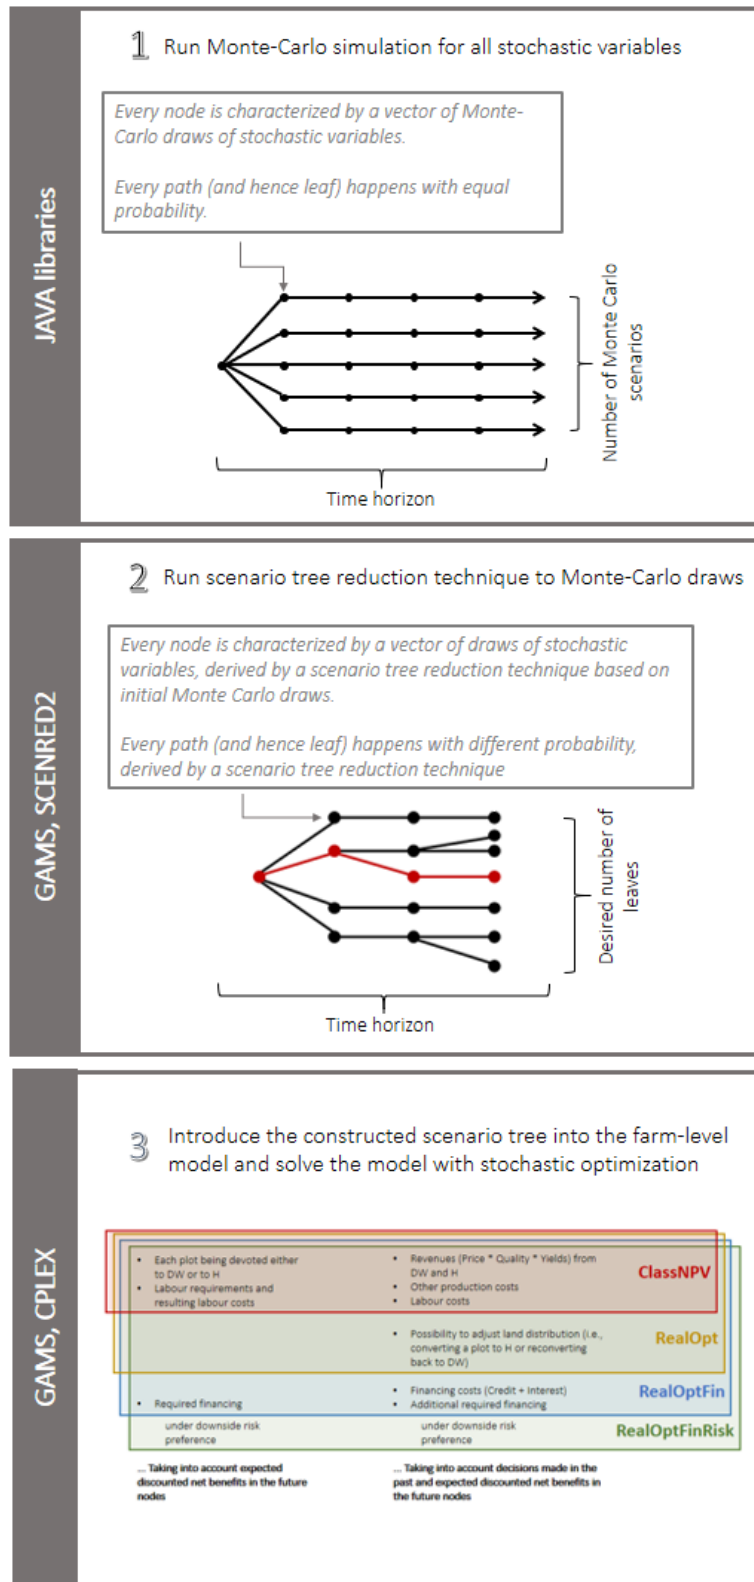 JAVA libraries
1 Run Monte-Carlo simulation for all stochastic variables
Every node is characterized by a vector of Monte-
Carlo draws of stochastic variables.
Every path (and hence leaf) happens with equal
probability.
Number of Monte Carlo
scenarios
Time horizon
GAMS, SCENRED2
2 Run scenario tree reduction technique to Monte-Carlo draws
Every node is characterized by a vector of draws of stochastic
variables, derived by a scenario tree reduction technique based on
initial Monte Carlo draws.
Every path (and hence leaf) happens with different probability,
derived by a scenario tree reduction technique
Desired number of
leaves
Time horizon
GAMS, CPLEX
3 Introduce the constructed scenario tree into the farm-level
model and solve the model with stochastic optimization
• Each plot being devoted either
to DW or to H
• Labour requirements and
resulting labour costs
• Revenues (Price * Quality * Yields) from
DW and H
• Other production costs
• Labour costs
ClassNPV
• Possibility to adjust land distribution (i.e.,
converting a plot to H or reconverting
back to DW)
RealOpt
• Required financing
• Financing costs (Credit + Interest)
• Additional required financing
RealOptFin
under downside risk
preference
under downside risk
preference
RealOptFinRisk
... Taking into account expected
discounted net benefits in the future
nodes
... Taking into account decisions made in the
past and expected discounted net benefits in
the future nodes